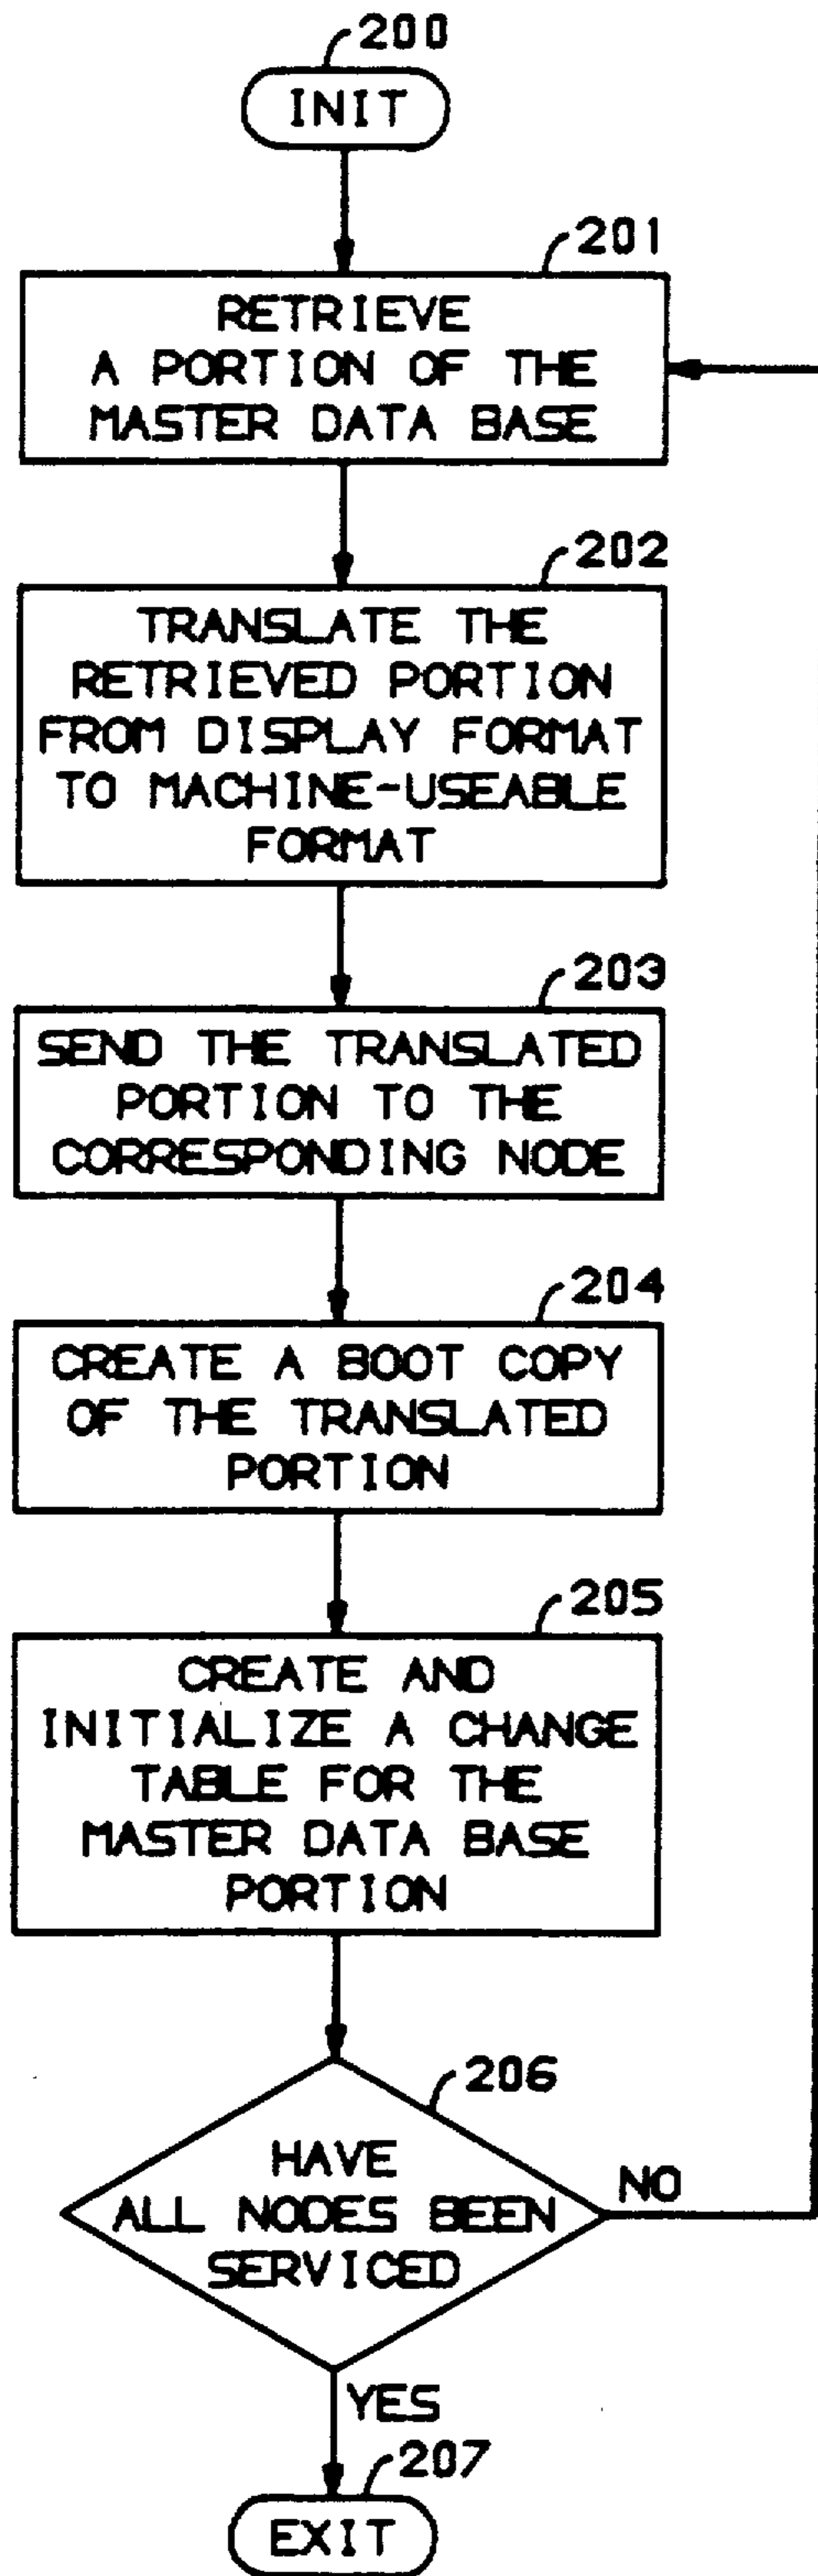 200
INIT
201
RETRIEVE
A PORTION OF THE
MASTER DATA BASE
202
TRANSLATE THE
RETRIEVED PORTION
FROM DISPLAY FORMAT
TO MACHINE-USEABLE
FORMAT
203
SEND THE TRANSLATED
PORTION TO THE
CORRESPONDING NODE
204
CREATE A BOOT COPY
OF THE TRANSLATED
PORTION
205
CREATE AND
INITIALIZE A CHANGE
TABLE FOR THE
MASTER DATA BASE
PORTION
206
HAVE
ALL NODES BEEN
SERVICED
NO
YES
207
EXIT